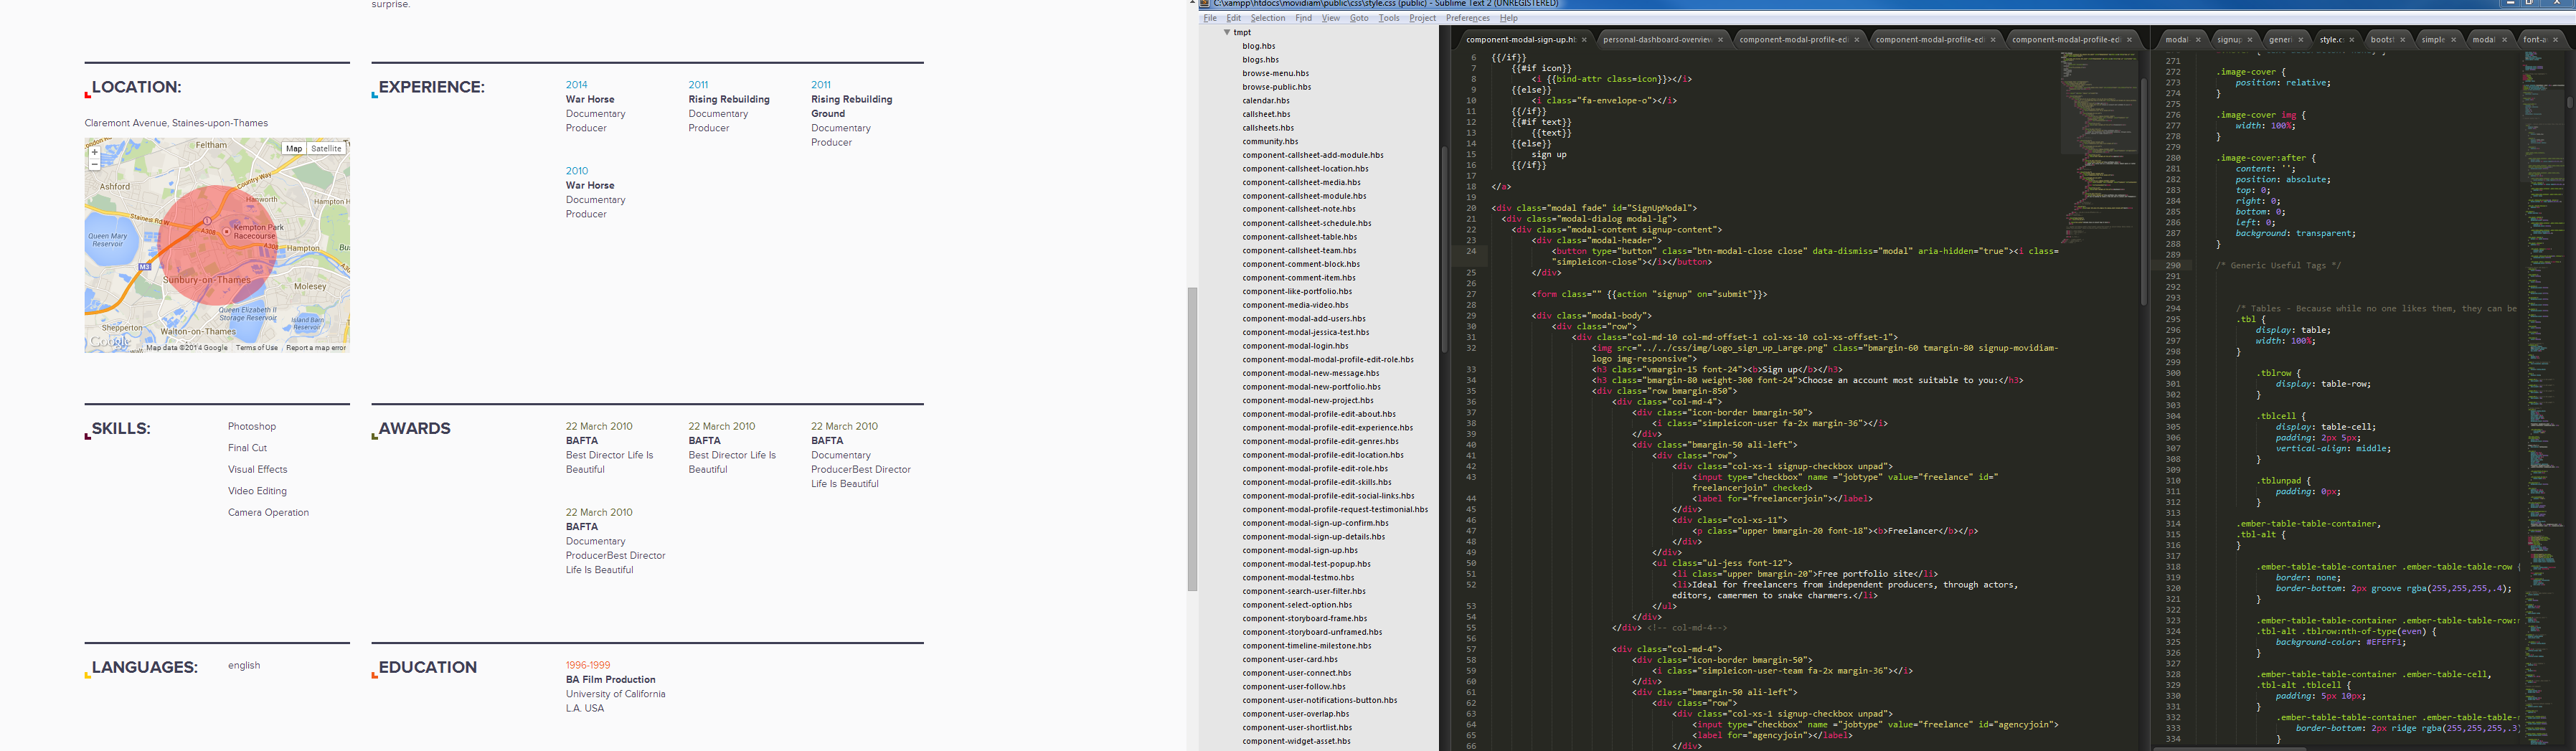 surprise.
LOCATION:
Claremont Avenue, Staines-upon-Thames
Feltham
Map
Satellite
+
−
Country Way
Ashford
Hanworth
Hampton H
Staines Rd W
Kempton Park
Racecourse
A308
A308
Queen Mary
Reservoir
Hampton
M3
Sunbury-on-Thames
Molesey
Queen Elizabeth II
Storage Reservoir
Island Barn
Reservoir
Shepperton
Walton-on-Thames
Google
Map data ©2014 Google
Terms of Use
Report a map error
EXPERIENCE:
2014
War Horse
Documentary
Producer
2011
Rising Rebuilding
Documentary
Producer
2011
Rising Rebuilding
Ground
Documentary
Producer
2010
War Horse
Documentary
Producer
SKILLS:
Photoshop
Final Cut
Visual Effects
Video Editing
Camera Operation
AWARDS
22 March 2010
BAFTA
Best Director Life Is
Beautiful
22 March 2010
BAFTA
Best Director Life Is
Beautiful
22 March 2010
BAFTA
Documentary
ProducerBest Director
Life Is Beautiful
22 March 2010
BAFTA
Documentary
ProducerBest Director
Life Is Beautiful
LANGUAGES:
english
EDUCATION
1996-1999
BA Film Production
University of California
L.A. USA
C:\xampp\htdocs\movidiam\public\css\style.css (public) - Sublime Text 2 (UNREGISTERED)
File Edit Selection Find View Goto Tools Project Preferences Help
tmpt
blog.hbs
blogs.hbs
browse-menu.hbs
browse-public.hbs
calendar.hbs
callsheet.hbs
callsheets.hbs
community.hbs
component-callsheet-add-module.hbs
component-callsheet-location.hbs
component-callsheet-media.hbs
component-callsheet-module.hbs
component-callsheet-note.hbs
component-callsheet-schedule.hbs
component-callsheet-table.hbs
component-callsheet-team.hbs
component-comment-block.hbs
component-comment-item.hbs
component-like-portfolio.hbs
component-media-video.hbs
component-modal-add-users.hbs
component-modal-jessica-test.hbs
component-modal-login.hbs
component-modal-modal-profile-edit-role.hbs
component-modal-new-message.hbs
component-modal-new-portfolio.hbs
component-modal-new-project.hbs
component-modal-profile-edit-about.hbs
component-modal-profile-edit-experience.hbs
component-modal-profile-edit-genres.hbs
component-modal-profile-edit-location.hbs
component-modal-profile-edit-role.hbs
component-modal-profile-edit-skills.hbs
component-modal-profile-edit-social-links.hbs
component-modal-profile-request-testimonial.hbs
component-modal-sign-up-confirm.hbs
component-modal-sign-up-details.hbs
component-modal-sign-up.hbs
component-modal-test-popup.hbs
component-modal-testmo.hbs
component-search-user-filter.hbs
component-select-option.hbs
component-storyboard-frame.hbs
component-storyboard-unframed.hbs
component-timeline-milestone.hbs
component-user-card.hbs
component-user-connect.hbs
component-user-follow.hbs
component-user-notifications-button.hbs
component-user-overlap.hbs
component-user-shortlist.hbs
component-widget-asset.hbs
component-modal-sign-up.hb × personal-dashboard-overview × component-modal-profile-edi × component-modal-profile-edi × component-modal-profile-edi ×
6 {{/if}}
7 {{#if icon}}
8 <i {{bind-attr class=icon}}></i>
9 {{else}}
10 <i class="fa-envelope-o"></i>
11 {{/if}}
12 {{#if text}}
13 {{text}}
14 {{else}}
15 sign up
16 {{/if}}
17
18 </a>
19
20 <div class="modal fade" id="SignUpModal">
21 <div class="modal-dialog modal-lg">
22 <div class="modal-content signup-content">
23 <div class="modal-header">
24 <button type="button" class="btn-modal-close close" data-dismiss="modal" aria-hidden="true"><i class=
"simpleicon-close"></i></button>
25 </div>
26
27 <form class="" {{action "signup" on="submit"}}>
28
29 <div class="modal-body">
30 <div class="row">
31 <div class="col-md-10 col-md-offset-1 col-xs-10 col-xs-offset-1">
32 <img src="../../css/img/Logo_sign_up_Large.png" class="bmargin-60 tmargin-80 signup-movidiam-
logo img-responsive">
33 <h3 class="vmargin-15 font-24"><b>Sign up</b></h3>
34 <h3 class="bmargin-80 weight-300 font-24">Choose an account most suitable to you:</h3>
35 <div class="row bmargin-850">
36 <div class="col-md-4">
37 <div class="icon-border bmargin-50">
38 <i class="simpleicon-user fa-2x margin-36"></i>
39 </div>
40 <div class="bmargin-50 ali-left">
41 <div class="row">
42 <div class="col-xs-1 signup-checkbox unpad">
43 <input type="checkbox" name ="jobtype" value="freelance" id="
freelancerjoin" checked>
44 <label for="freelancerjoin"></label>
45 </div>
46 <div class="col-xs-11">
47 <p class="upper bmargin-20 font-18"><b>Freelancer</b></p>
48 </div>
49 </div>
50 <ul class="ul-jess font-12">
51 <li class="upper bmargin-20">Free portfolio site</li>
52 <li>Ideal for freelancers from independent producers, through actors,
editors, camermen to snake charmers.</li>
53 </ul>
54 </div>
55 </div> <!-- col-md-4-->
56
57 <div class="col-md-4">
58 <div class="icon-border bmargin-50">
59 <i class="simpleicon-user-team fa-2x margin-36"></i>
60 </div>
61 <div class="bmargin-50 ali-left">
62 <div class="row">
63 <div class="col-xs-1 signup-checkbox unpad">
64 <input type="checkbox" name ="jobtype" value="freelance" id="agencyjoin">
65 <label for="agencyjoin"></label>
66 </div>
modal × signup × generi × style.cs × bootst × simple × modal × font-a ×
271
272 .image-cover {
273 position: relative;
274 }
275
276 .image-cover img {
277 width: 100%;
278 }
279
280 .image-cover:after {
281 content: '';
282 position: absolute;
283 top: 0;
284 right: 0;
285 bottom: 0;
286 left: 0;
287 background: transparent;
288 }
289
290 /* Generic Useful Tags */
291
292
293
294 /* Tables - Because while no one likes them, they can be
295 .tbl {
296 display: table;
297 width: 100%;
298 }
299
300 .tblrow {
301 display: table-row;
302 }
303
304 .tblcell {
305 display: table-cell;
306 padding: 2px 5px;
307 vertical-align: middle;
308 }
309
310 .tblunpad {
311 padding: 0px;
312 }
313
314 .ember-table-table-container,
315 .tbl-alt {
316 }
317
318 .ember-table-table-container .ember-table-table-row {
319 border: none;
320 border-bottom: 2px groove rgba(255,255,255,.4);
321 }
322
323 .ember-table-table-container .ember-table-table-row:
324 .tbl-alt .tblrow:nth-of-type(even) {
325 background-color: #EFEFF1;
326 }
327
328 .ember-table-table-container .ember-table-cell,
329 .tbl-alt .tblcell {
330 padding: 5px 10px;
331 }
332 .ember-table-table-container .ember-table-table-
333 border-bottom: 2px ridge rgba(255,255,255,.3
334 }